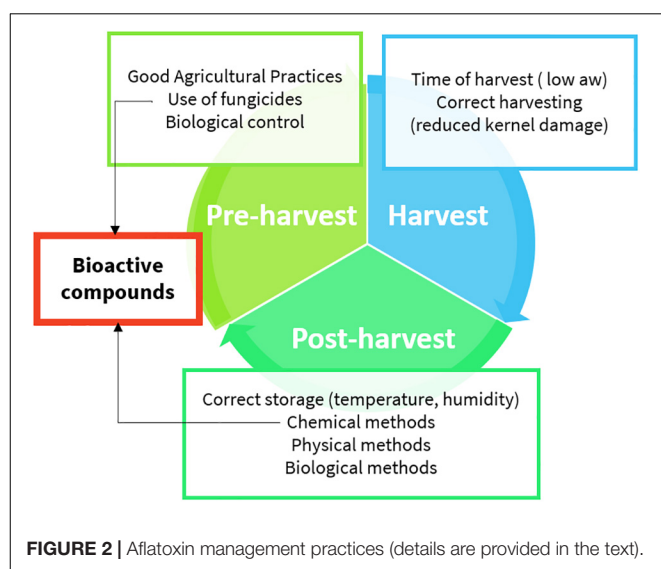 Good Agricultural Practices
Use of fungicides
Biological control
Time of harvest ( low aw)
Correct harvesting
(reduced kernel damage)
Pre-harvest
Harvest
Bioactive
compounds
Post-harvest
Correct storage (temperature, humidity)
Chemical methods
Physical methods
Biological methods
FIGURE 2 | Aflatoxin management practices (details are provided in the text).